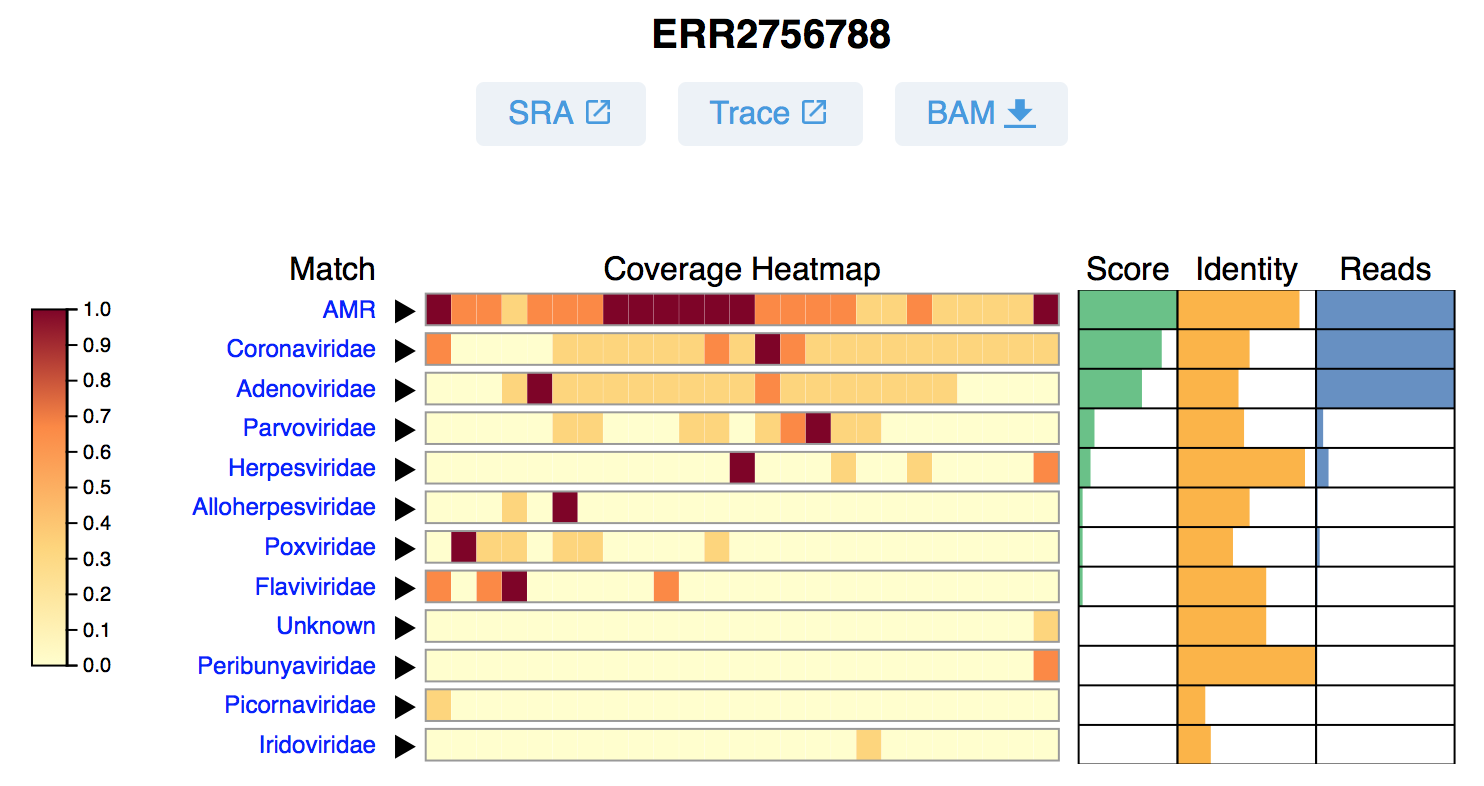 ERR2756788
SRA Trace BAM
Match Coverage Heatmap Score Identity Reads
AMR
Coronaviridae
Adenoviridae
Parvoviridae
Herpesviridae
Alloherpesviridae
Poxviridae
Flaviviridae
Unknown
Peribunyaviridae
Picornaviridae
Iridoviridae
1.0
0.9
0.8
0.7
0.6
0.5
0.4
0.3
0.2
0.1
0.0